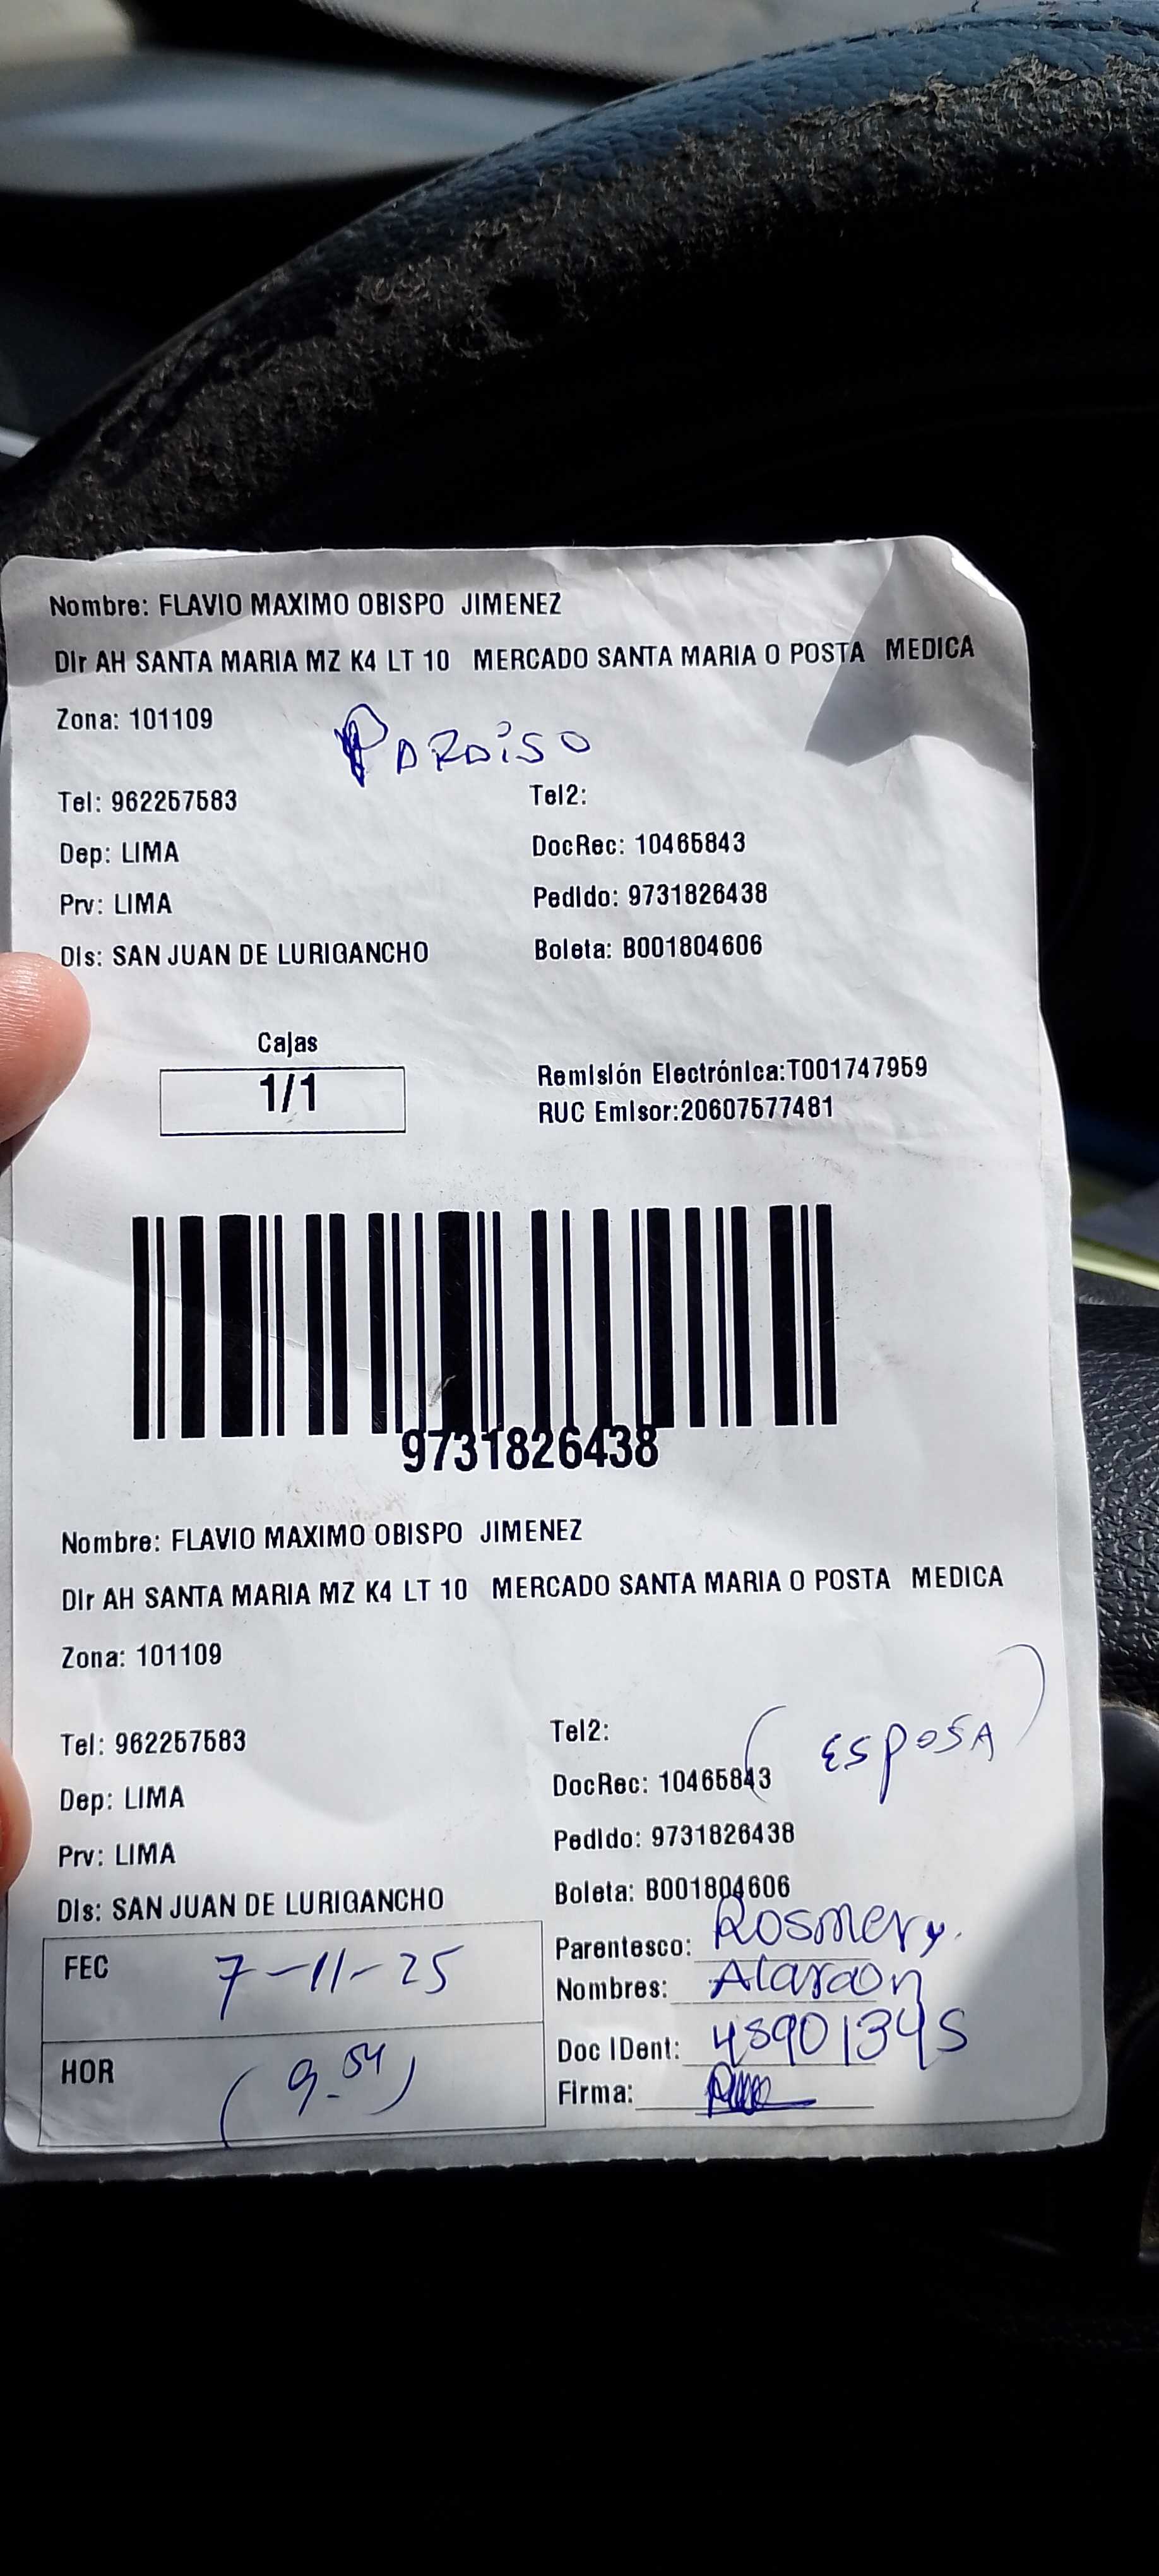 Nombre: FLAVIO MAXIMO OBISPO JIMENEZ
Dir AH SANTA MARIA MZ K4 LT 10 MERCADO SANTA MARIA O POSTA MEDICA
Zona: 101109
Paraiso
Tel: 962257583 Tel2:
Dep: LIMA DocRec: 10465843
Prv: LIMA Pedido: 9731826438
Dis: SAN JUAN DE LURIGANCHO Boleta: B001804606
Cajas
1/1
Remisión Electrónica:T001747959
RUC Emisor:20607577481
9731826438
Nombre: FLAVIO MAXIMO OBISPO JIMENEZ
Dir AH SANTA MARIA MZ K4 LT 10 MERCADO SANTA MARIA O POSTA MEDICA
Zona: 101109
Tel: 962257583 Tel2:
(ESPOSA)
Dep: LIMA DocRec: 10465843
Prv: LIMA Pedido: 9731826438
Dis: SAN JUAN DE LURIGANCHO Boleta: B001804606
FEC 7-11-25
HOR (9.54)
Parentesco: Rosmery
Nombres:
Doc IDent: 45901345
Firma: